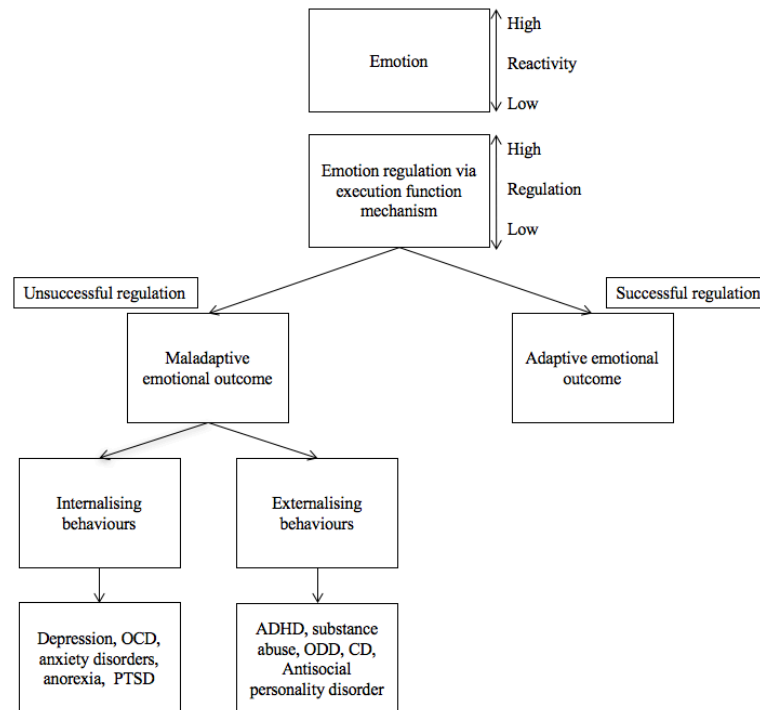 High
Emotion
Reactivity
Low
High
Emotion regulation via
execution function
mechanism
Regulation
Low
Unsuccessful regulation
Successful regulation
Maladaptive
emotional outcome
Adaptive emotional
outcome
Internalising
behaviours
Externalising
behaviours
Depression, OCD,
anxiety disorders,
anorexia, PTSD
ADHD, substance
abuse, ODD, CD,
Antisocial
personality disorder